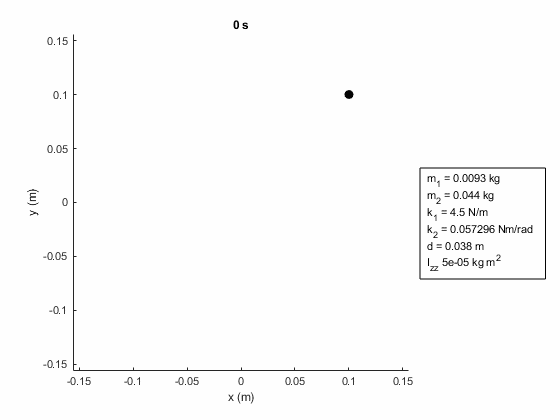 0 s
0.15
0.1
0.05
0
-0.05
-0.1
-0.15
y (m)
-0.15 -0.1 -0.05 0 0.05 0.1 0.15
x (m)
m1 = 0.0093 kg
m2 = 0.044 kg
k1 = 4.5 N/m
k2 = 0.057296 Nm/rad
d = 0.038 m
Izz 5e-05 kg m2